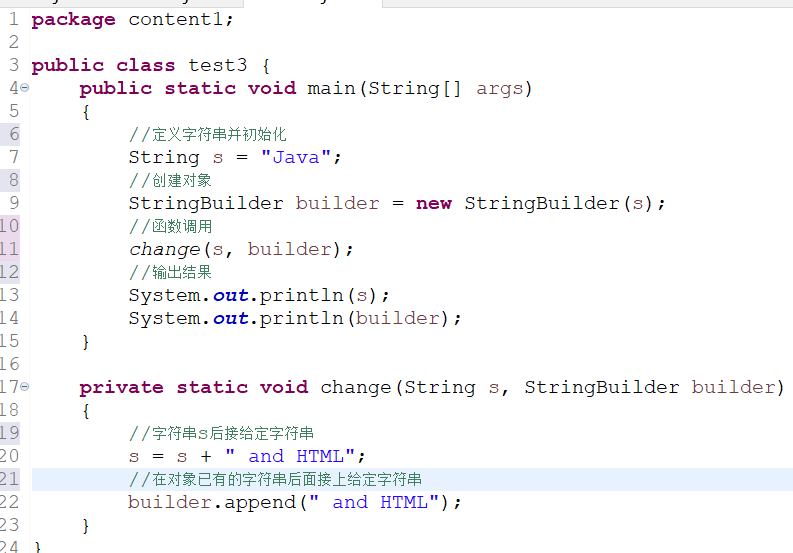 1 package content1;
2
3 public class test3 {
4 public static void main(String[] args)
5 {
6 //定义字符串并初始化
7 String s = "Java";
8 //创建对象
9 StringBuilder builder = new StringBuilder(s);
10 //函数调用
11 change(s, builder);
12 //输出结果
13 System.out.println(s);
14 System.out.println(builder);
15 }
16
17 private static void change(String s, StringBuilder builder)
18 {
19 //字符串s后接给定字符串
20 s = s + " and HTML";
21 //在对象已有的字符串后面接上给定字符串
22 builder.append(" and HTML");
23 }
24 }